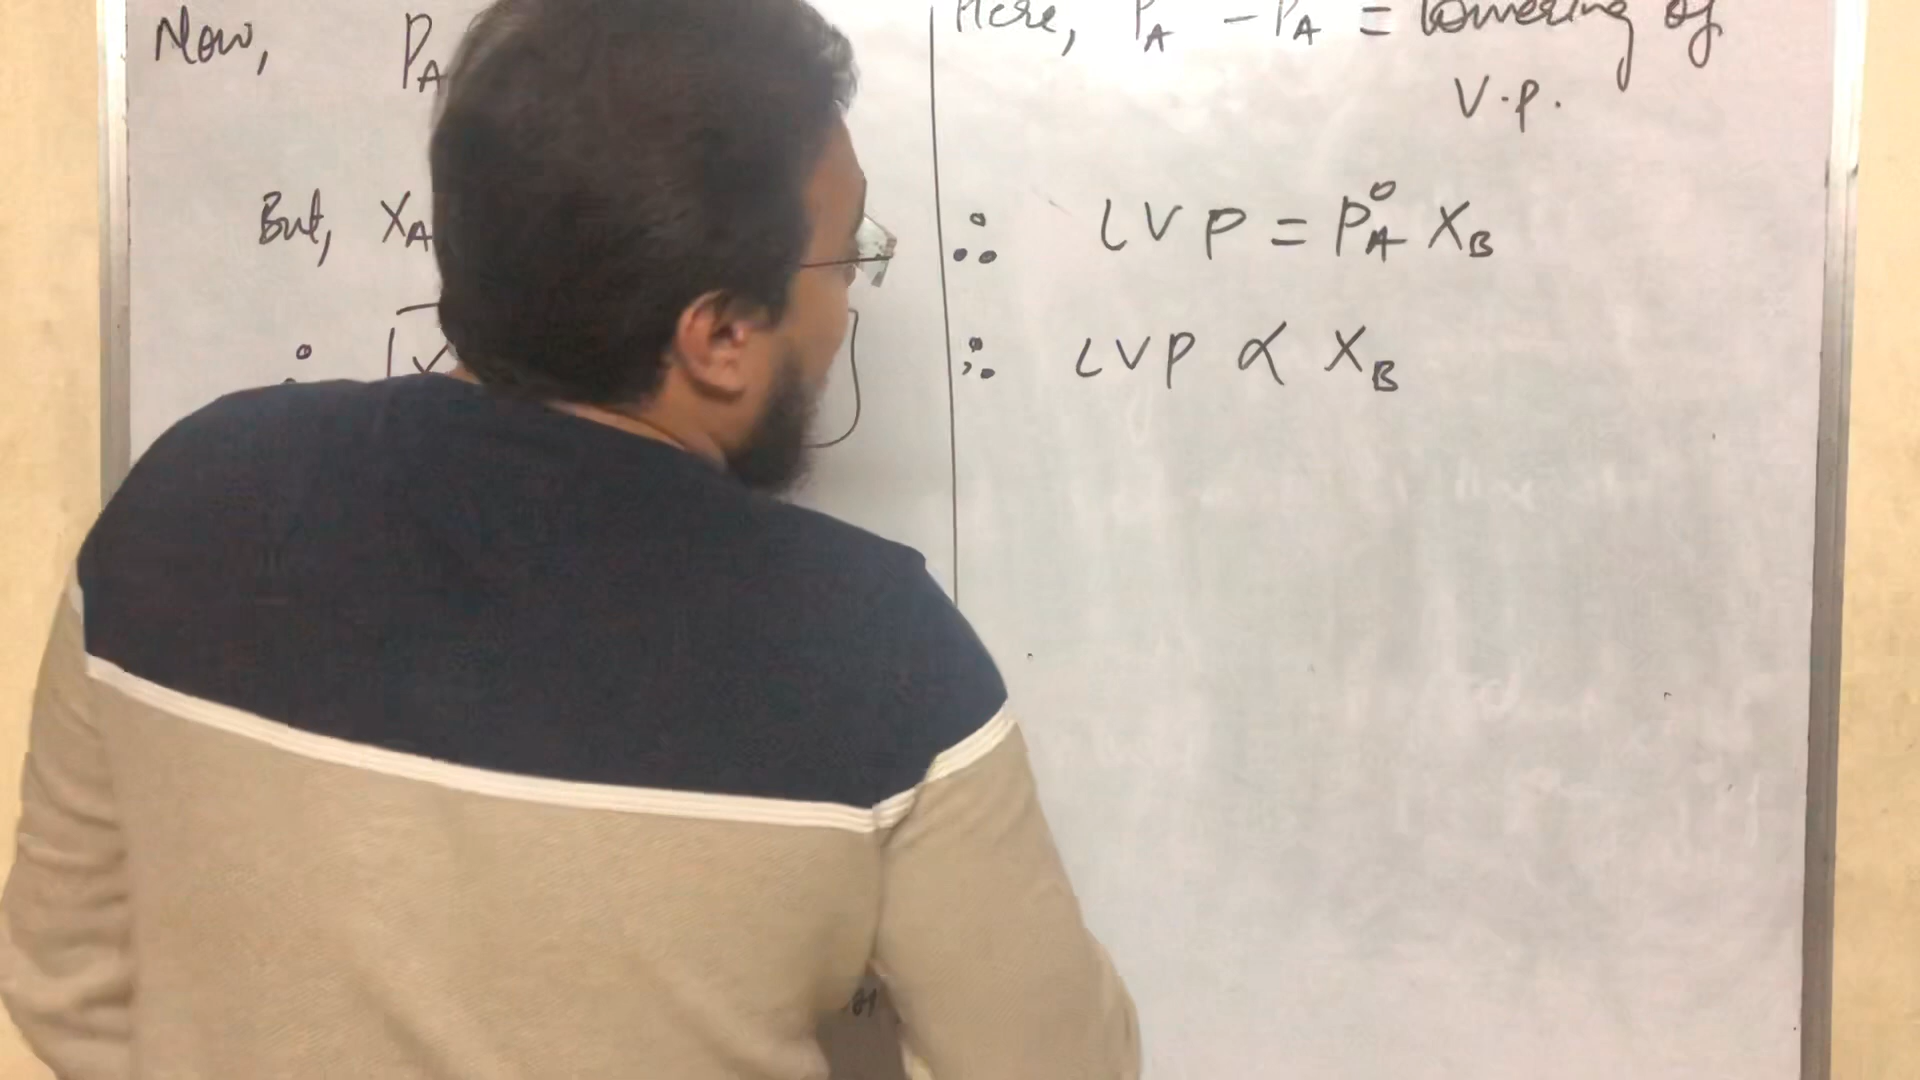 Now, PA
But, XA
∴
Here, PA - PA = Lowering of
V.P.
∴ LVP = P°A XB
∴ LVP ∝ XB